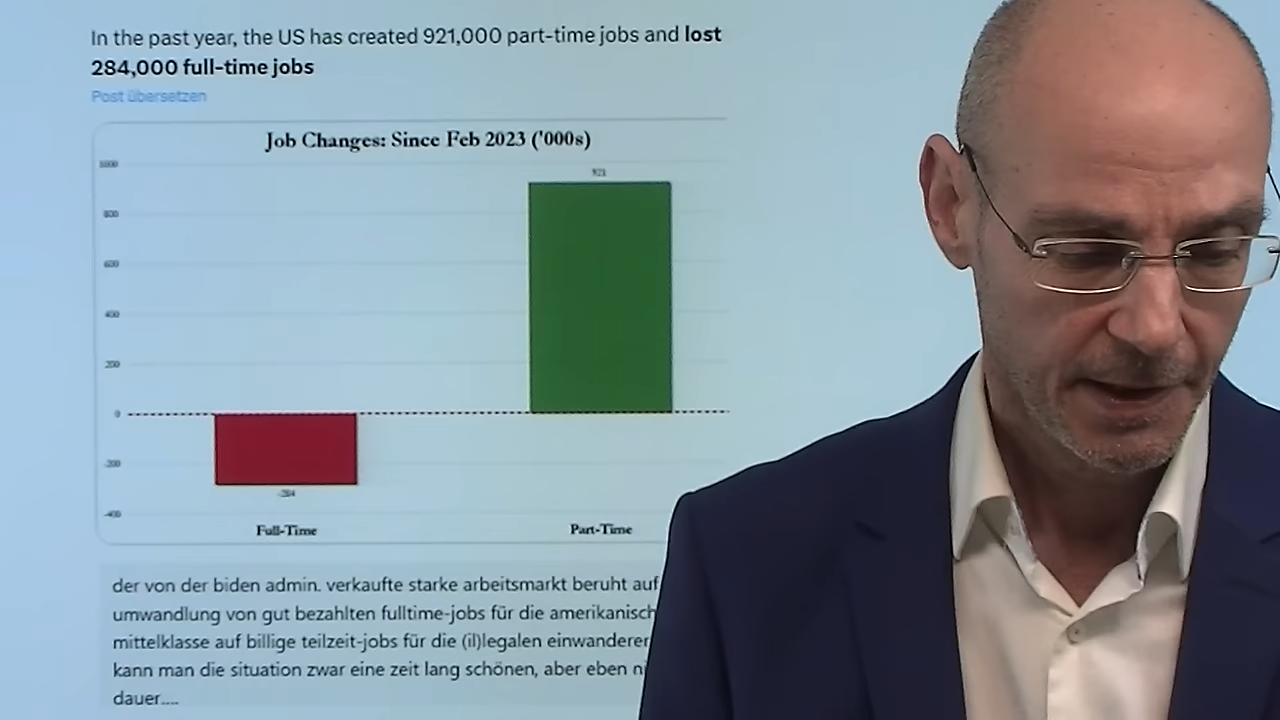 In the past year, the US has created 921,000 part-time jobs and lost
284,000 full-time jobs
Post übersetzen
Job Changes: Since Feb 2023 ('000s)
1000
921
800
600
400
200
0
-200
-284
-400
Full-Time
Part-Time
der von der biden admin. verkaufte starke arbeitsmarkt beruht auf
umwandlung von gut bezahlten fulltime-jobs für die amerikanisch
mittelklasse auf billige teilzeit-jobs für die (il)legalen einwanderer
kann man die situation zwar eine zeit lang schönen, aber eben ni
dauer....